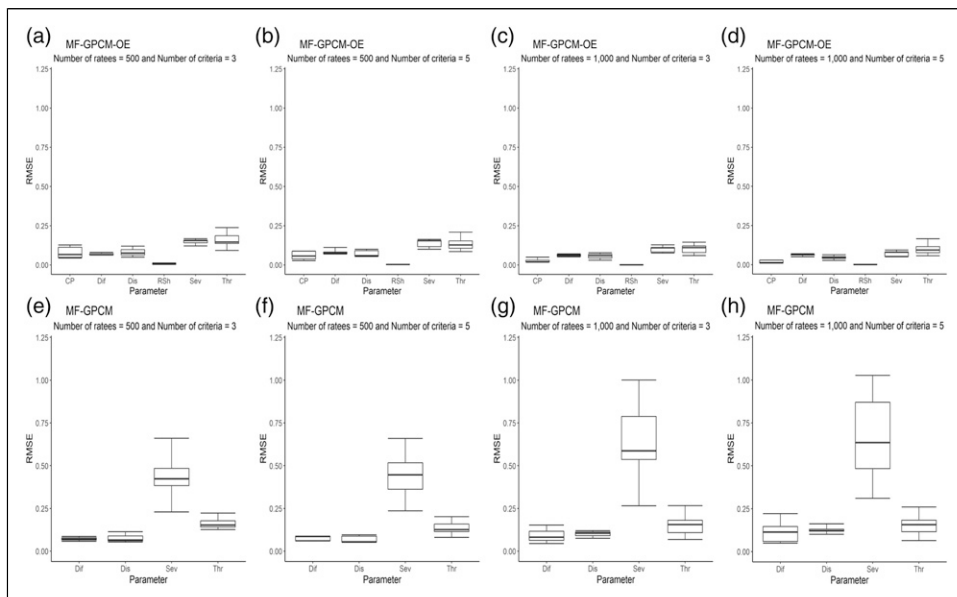 (a) MF-GPCM-OE
Number of ratees = 500 and Number of criteria = 3
1.25
1.00
0.75
0.50
0.25
0.00
RMSE
CP Dif Dis RSh Sev Thr
Parameter
(b) MF-GPCM-OE
Number of ratees = 500 and Number of criteria = 5
1.25
1.00
0.75
0.50
0.25
0.00
RMSE
CP Dif Dis RSh Sev Thr
Parameter
(c) MF-GPCM-OE
Number of ratees = 1,000 and Number of criteria = 3
1.25
1.00
0.75
0.50
0.25
0.00
RMSE
CP Dif Dis RSh Sev Thr
Parameter
(d) MF-GPCM-OE
Number of ratees = 1,000 and Number of criteria = 5
1.25
1.00
0.75
0.50
0.25
0.00
RMSE
CP Dif Dis RSh Sev Thr
Parameter
(e) MF-GPCM
Number of ratees = 500 and Number of criteria = 3
1.25
1.00
0.75
0.50
0.25
0.00
RMSE
Dif Dis Sev Thr
Parameter
(f) MF-GPCM
Number of ratees = 500 and Number of criteria = 5
1.25
1.00
0.75
0.50
0.25
0.00
RMSE
Dif Dis Sev Thr
Parameter
(g) MF-GPCM
Number of ratees = 1,000 and Number of criteria = 3
1.25
1.00
0.75
0.50
0.25
0.00
RMSE
Dif Dis Sev Thr
Parameter
(h) MF-GPCM
Number of ratees = 1,000 and Number of criteria = 5
1.25
1.00
0.75
0.50
0.25
0.00
RMSE
Dif Dis Sev Thr
Parameter